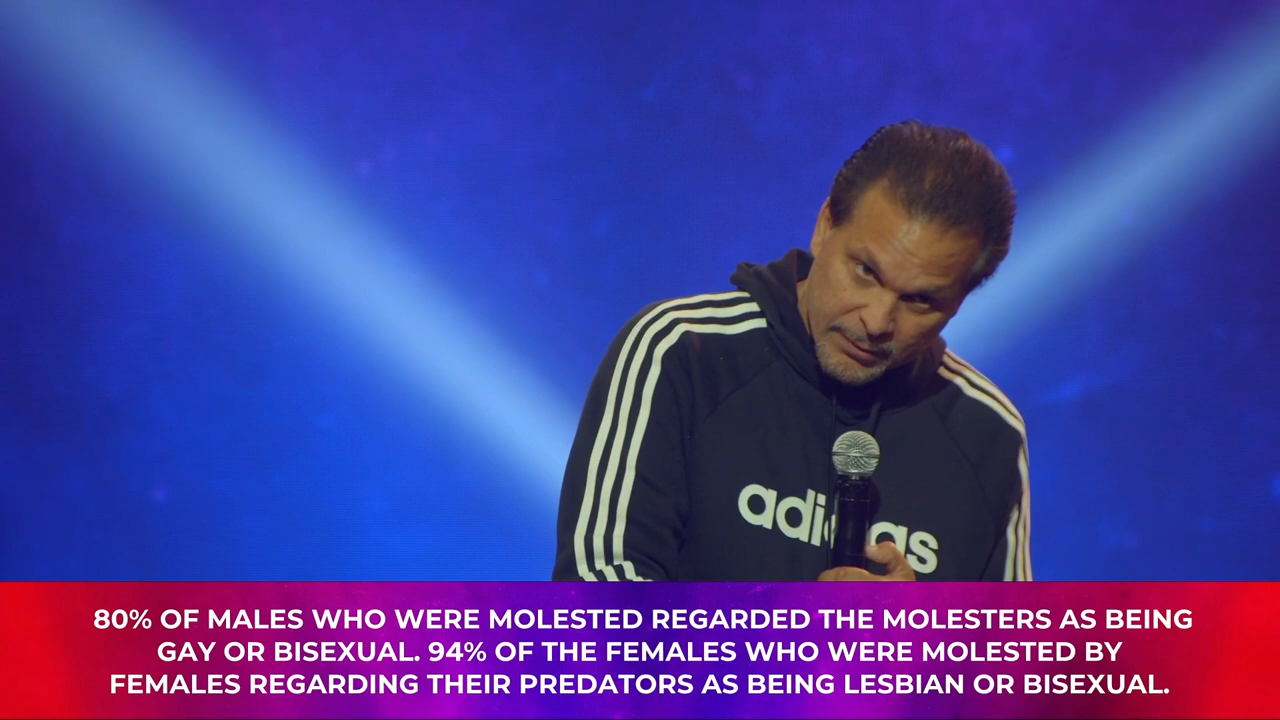 adidas
80% OF MALES WHO WERE MOLESTED REGARDED THE MOLESTERS AS BEING
GAY OR BISEXUAL. 94% OF THE FEMALES WHO WERE MOLESTED BY
FEMALES REGARDING THEIR PREDATORS AS BEING LESBIAN OR BISEXUAL.